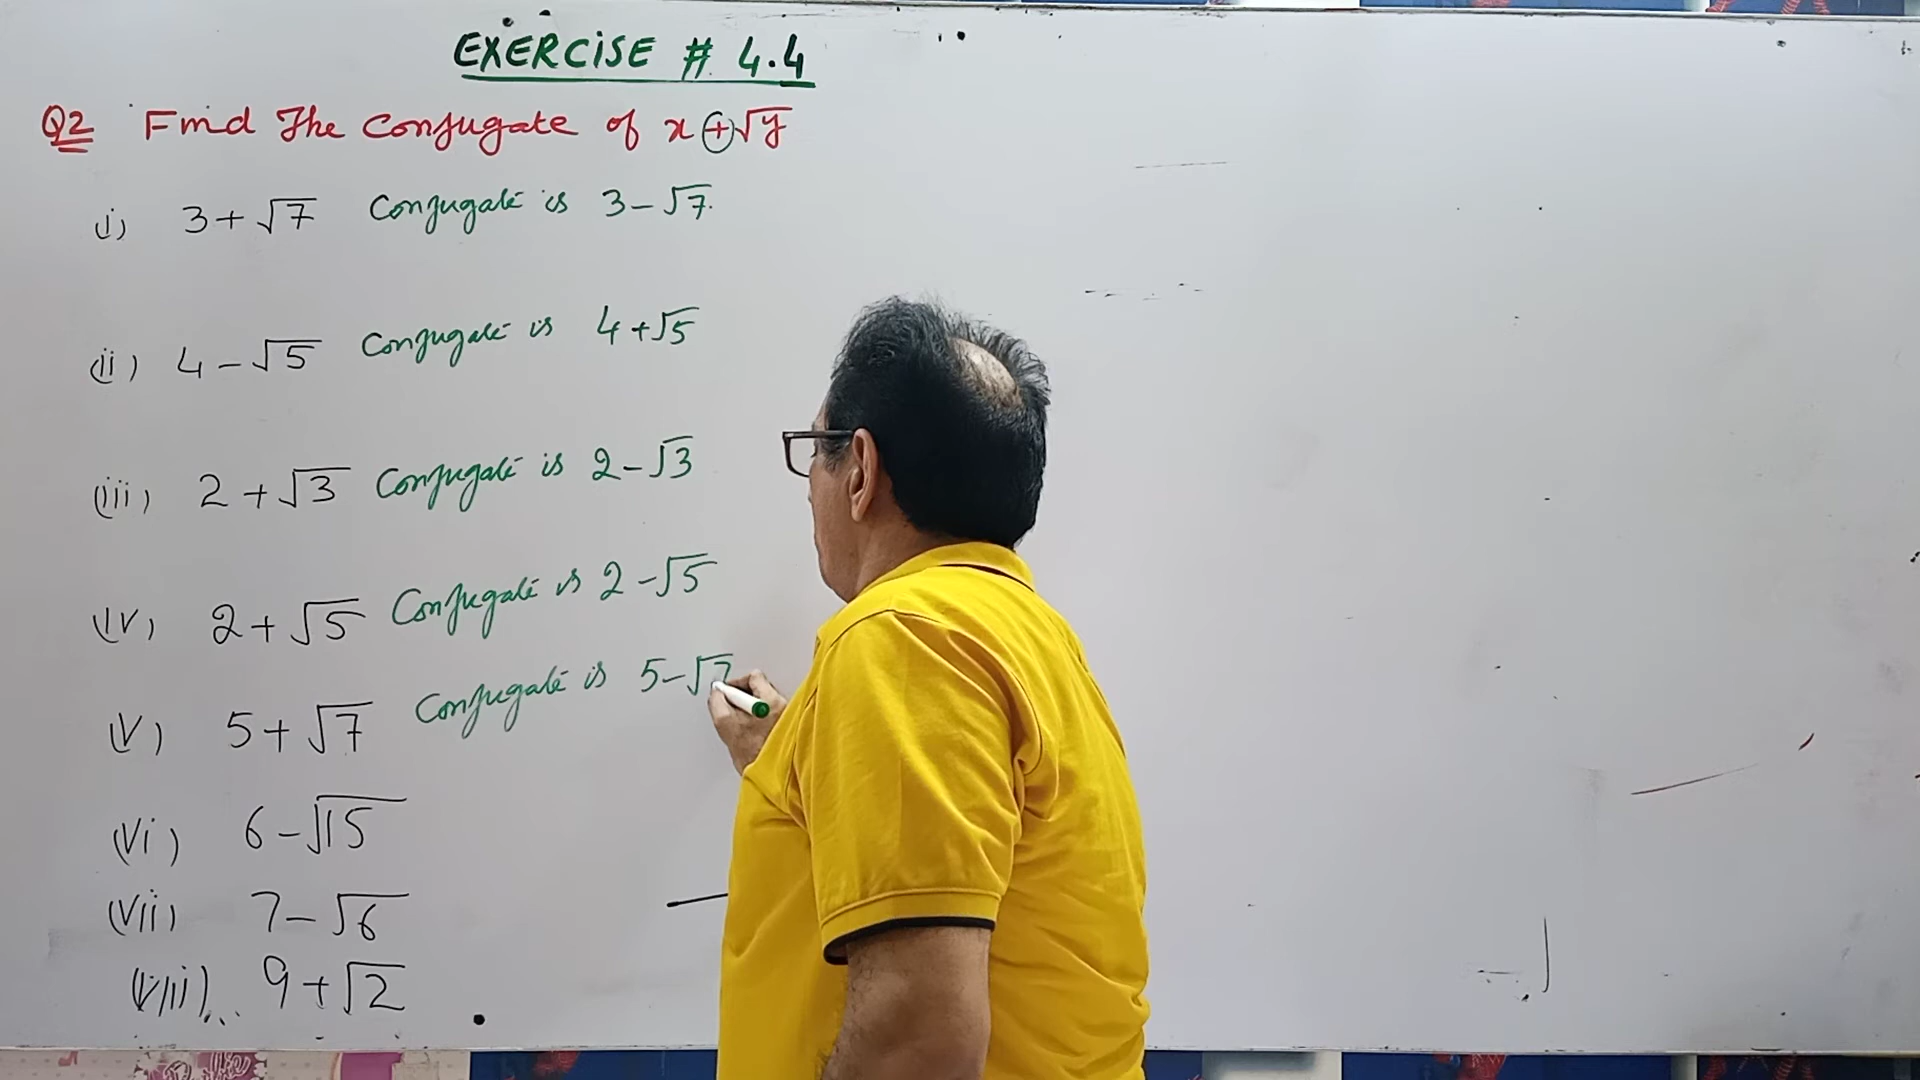 EXERCISE # 4.4
Q2 Find The Conjugate of x+√y
(i) 3+√7 Conjugate is 3-√7.
(ii) 4-√5 Conjugate is 4+√5
(iii) 2+√3 Conjugate is 2-√3
(iv) 2+√5 Conjugate is 2-√5
(v) 5+√7 Conjugate is 5-√7
(vi) 6-√15
(vii) 7-√6
(viii) 9+√2